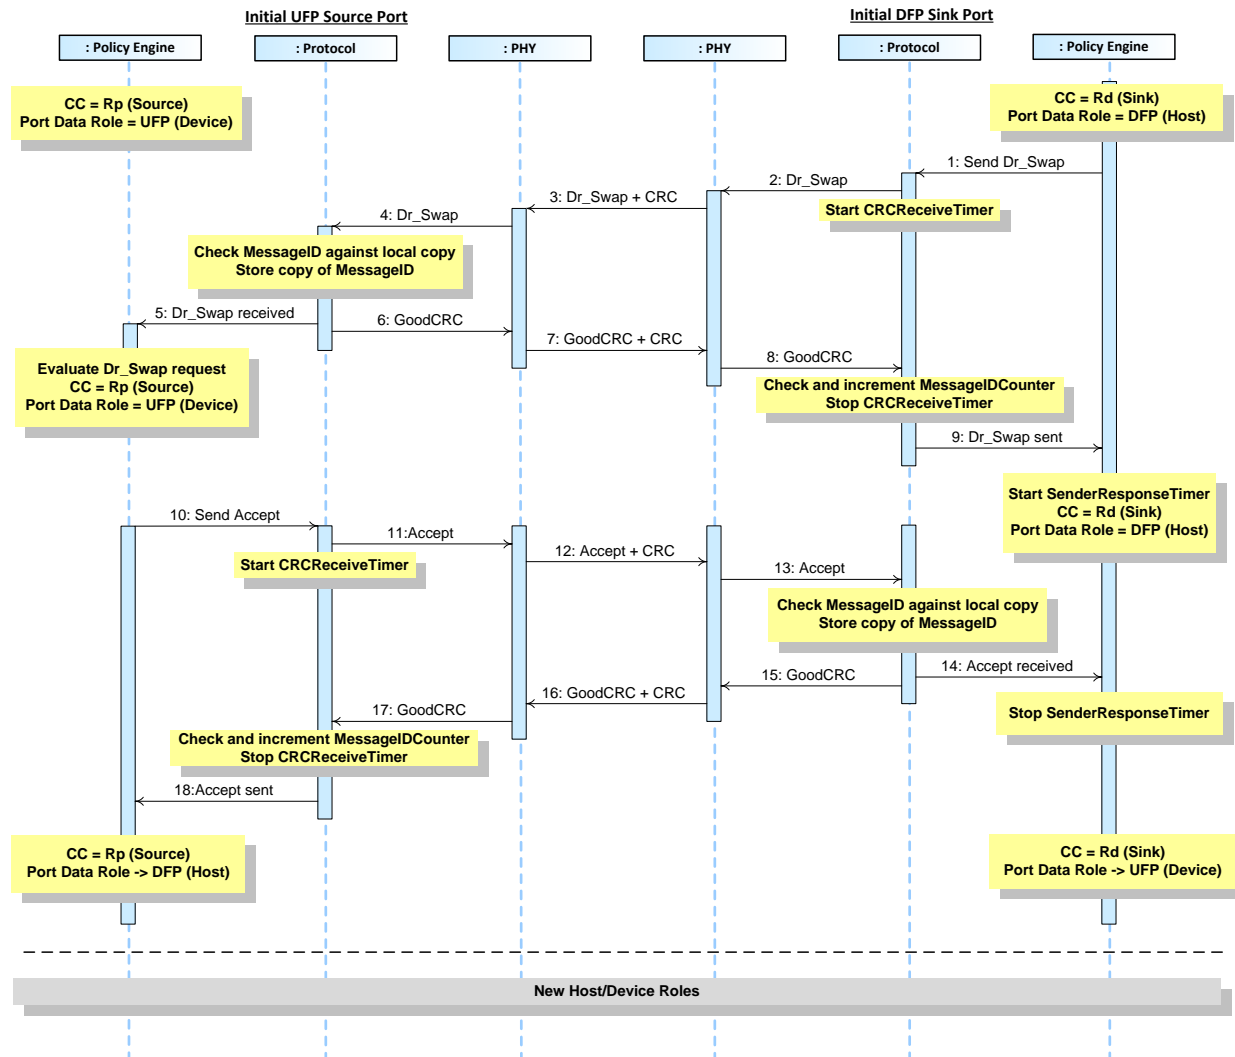 Initial UFP Source Port
Initial DFP Sink Port
: Policy Engine
: Protocol
: PHY
: PHY
: Protocol
: Policy Engine
CC = Rp (Source)
Port Data Role = UFP (Device)
CC = Rd (Sink)
Port Data Role = DFP (Host)
1: Send Dr_Swap
2: Dr_Swap
Start CRCReceiveTimer
3: Dr_Swap + CRC
4: Dr_Swap
Check MessageID against local copy
Store copy of MessageID
5: Dr_Swap received
6: GoodCRC
7: GoodCRC + CRC
8: GoodCRC
Evaluate Dr_Swap request
CC = Rp (Source)
Port Data Role = UFP (Device)
Check and increment MessageIDCounter
Stop CRCReceiveTimer
9: Dr_Swap sent
Start SenderResponseTimer
CC = Rd (Sink)
Port Data Role = DFP (Host)
10: Send Accept
11:Accept
Start CRCReceiveTimer
12: Accept + CRC
13: Accept
Check MessageID against local copy
Store copy of MessageID
14: Accept received
15: GoodCRC
16: GoodCRC + CRC
17: GoodCRC
Stop SenderResponseTimer
Check and increment MessageIDCounter
Stop CRCReceiveTimer
18:Accept sent
CC = Rp (Source)
Port Data Role -> DFP (Host)
CC = Rd (Sink)
Port Data Role -> UFP (Device)
New Host/Device Roles